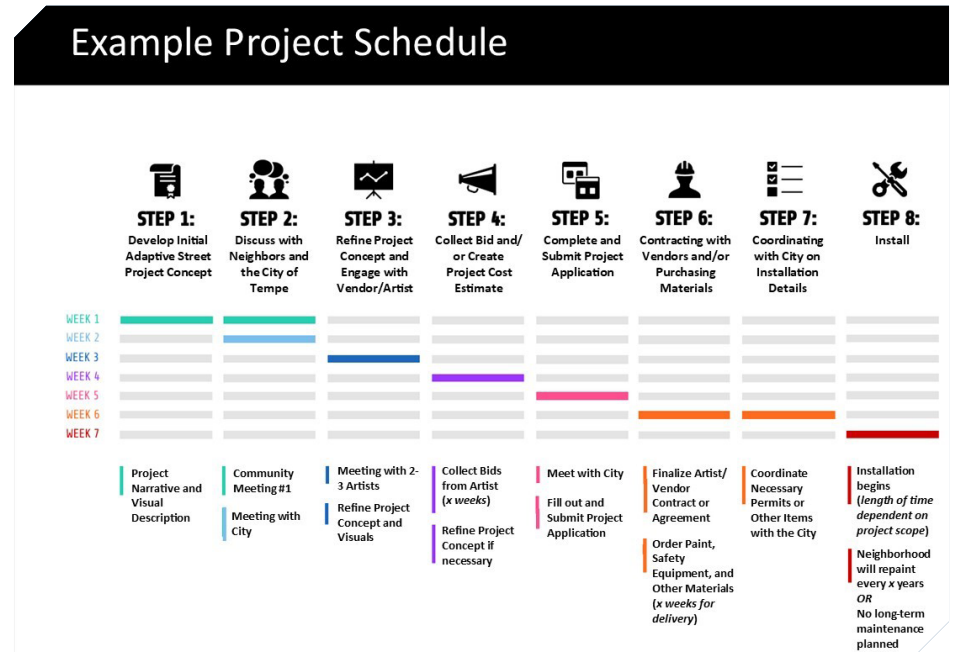 Example Project Schedule
STEP 1:
Develop Initial
Adaptive Street
Project Concept
STEP 2:
Discuss with
Neighbors and
the City of
Tempe
STEP 3:
Refine Project
Concept and
Engage with
Vendor/Artist
STEP 4:
Collect Bid and/
or Create
Project Cost
Estimate
STEP 5:
Complete and
Submit Project
Application
STEP 6:
Contracting with
Vendors and/or
Purchasing
Materials
STEP 7:
Coordinating
with City on
Installation
Details
STEP 8:
Install
WEEK 1
WEEK 2
WEEK 3
WEEK 4
WEEK 5
WEEK 6
WEEK 7
Project
Narrative and
Visual
Description
Community
Meeting #1
Meeting with
City
Meeting with 2-
3 Artists
Refine Project
Concept and
Visuals
Collect Bids
from Artist
(x weeks)
Refine Project
Concept if
necessary
Meet with City
Fill out and
Submit Project
Application
Finalize Artist/
Vendor
Contract or
Agreement
Order Paint,
Safety
Equipment, and
Other Materials
(x weeks for
delivery)
Coordinate
Necessary
Permits or
Other Items
with the City
Installation
begins
(length of time
dependent on
project scope)
Neighborhood
will repaint
every x years
OR
No long-term
maintenance
planned